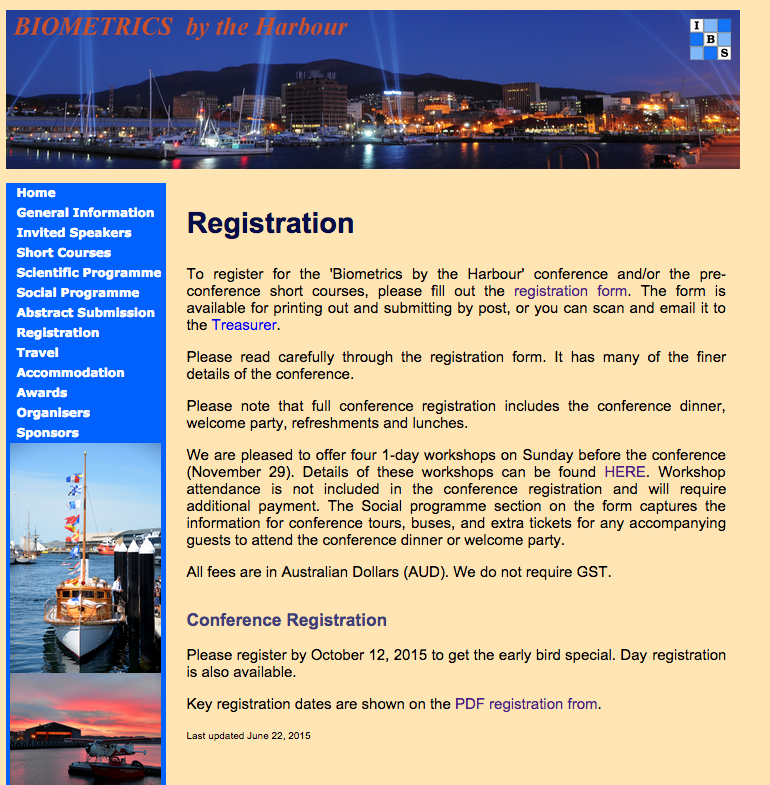 BIOMETRICS by the Harbour
I
B
S
Home
General Information
Invited Speakers
Short Courses
Scientific Programme
Social Programme
Abstract Submission
Registration
Travel
Accommodation
Awards
Organisers
Sponsors
Registration
To register for the 'Biometrics by the Harbour' conference and/or the pre-
conference short courses, please fill out the registration form. The form is
available for printing out and submitting by post, or you can scan and email it to
the Treasurer.
Please read carefully through the registration form. It has many of the finer
details of the conference.
Please note that full conference registration includes the conference dinner,
welcome party, refreshments and lunches.
We are pleased to offer four 1-day workshops on Sunday before the conference
(November 29). Details of these workshops can be found HERE. Workshop
attendance is not included in the conference registration and will require
additional payment. The Social programme section on the form captures the
information for conference tours, buses, and extra tickets for any accompanying
guests to attend the conference dinner or welcome party.
All fees are in Australian Dollars (AUD). We do not require GST.
Conference Registration
Please register by October 12, 2015 to get the early bird special. Day registration
is also available.
Key registration dates are shown on the PDF registration from.
Last updated June 22, 2015